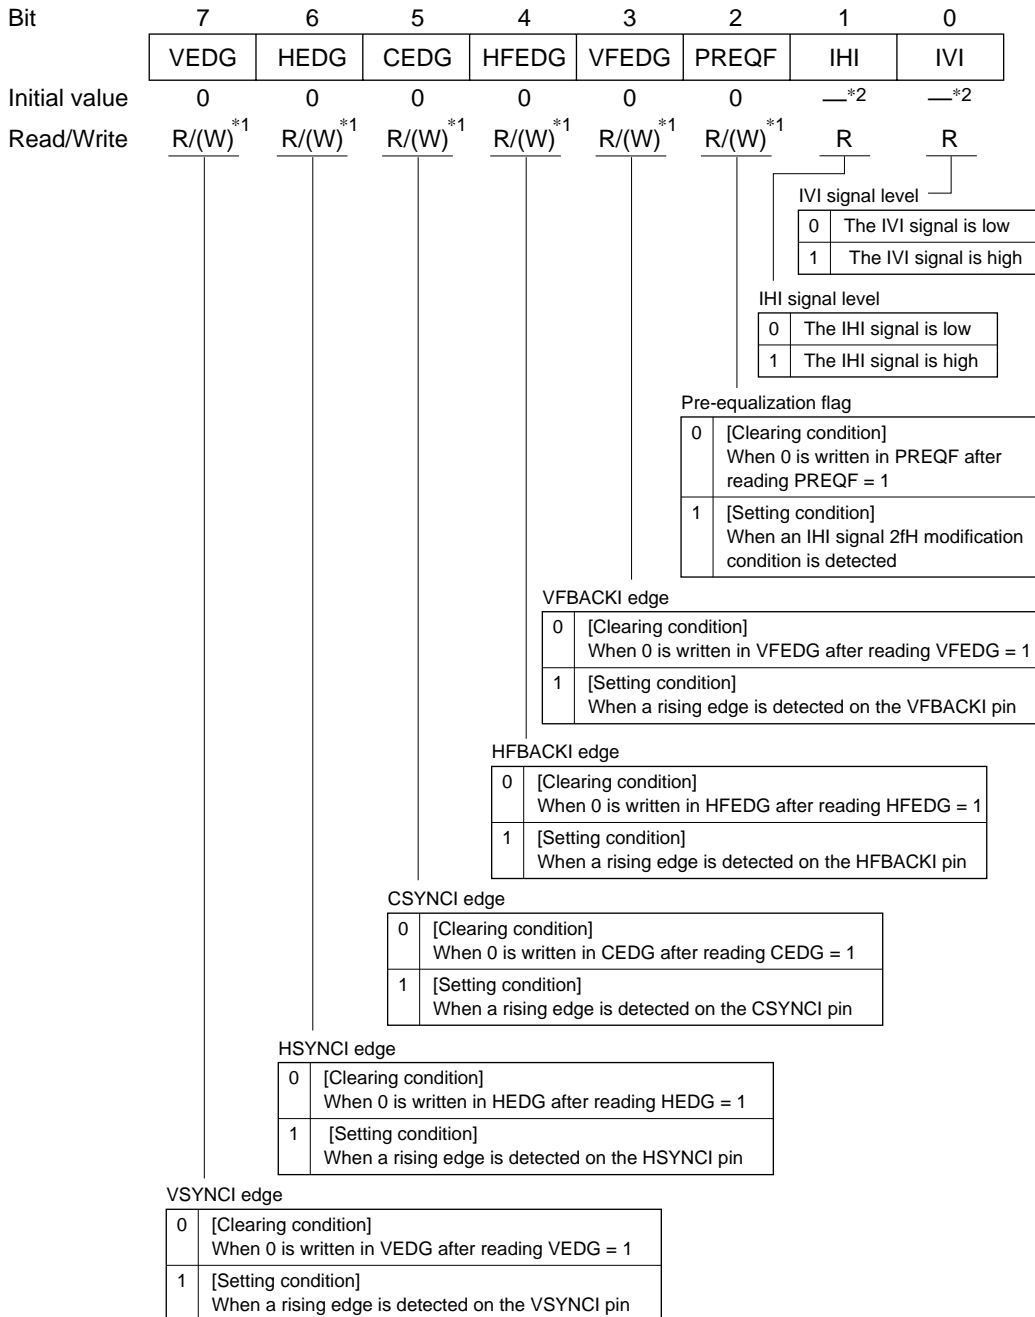 Bit 7 6 5 4 3 2 1 0
VEDG HEDG CEDG HFEDG VFEDG PREQF IHI IVI
Initial value 0 0 0 0 0 0 —*2 —*2
Read/Write R/(W)*1 R/(W)*1 R/(W)*1 R/(W)*1 R/(W)*1 R/(W)*1 R R
IVI signal level
0 The IVI signal is low
1 The IVI signal is high
IHI signal level
0 The IHI signal is low
1 The IHI signal is high
Pre-equalization flag
0 [Clearing condition]
When 0 is written in PREQF after
reading PREQF = 1
1 [Setting condition]
When an IHI signal 2fH modification
condition is detected
VFBACKI edge
0 [Clearing condition]
When 0 is written in VFEDG after reading VFEDG = 1
1 [Setting condition]
When a rising edge is detected on the VFBACKI pin
HFBACKI edge
0 [Clearing condition]
When 0 is written in HFEDG after reading HFEDG = 1
1 [Setting condition]
When a rising edge is detected on the HFBACKI pin
CSYNCI edge
0 [Clearing condition]
When 0 is written in CEDG after reading CEDG = 1
1 [Setting condition]
When a rising edge is detected on the CSYNCI pin
HSYNCI edge
0 [Clearing condition]
When 0 is written in HEDG after reading HEDG = 1
1 [Setting condition]
When a rising edge is detected on the HSYNCI pin
VSYNCI edge
0 [Clearing condition]
When 0 is written in VEDG after reading VEDG = 1
1 [Setting condition]
When a rising edge is detected on the VSYNCI pin